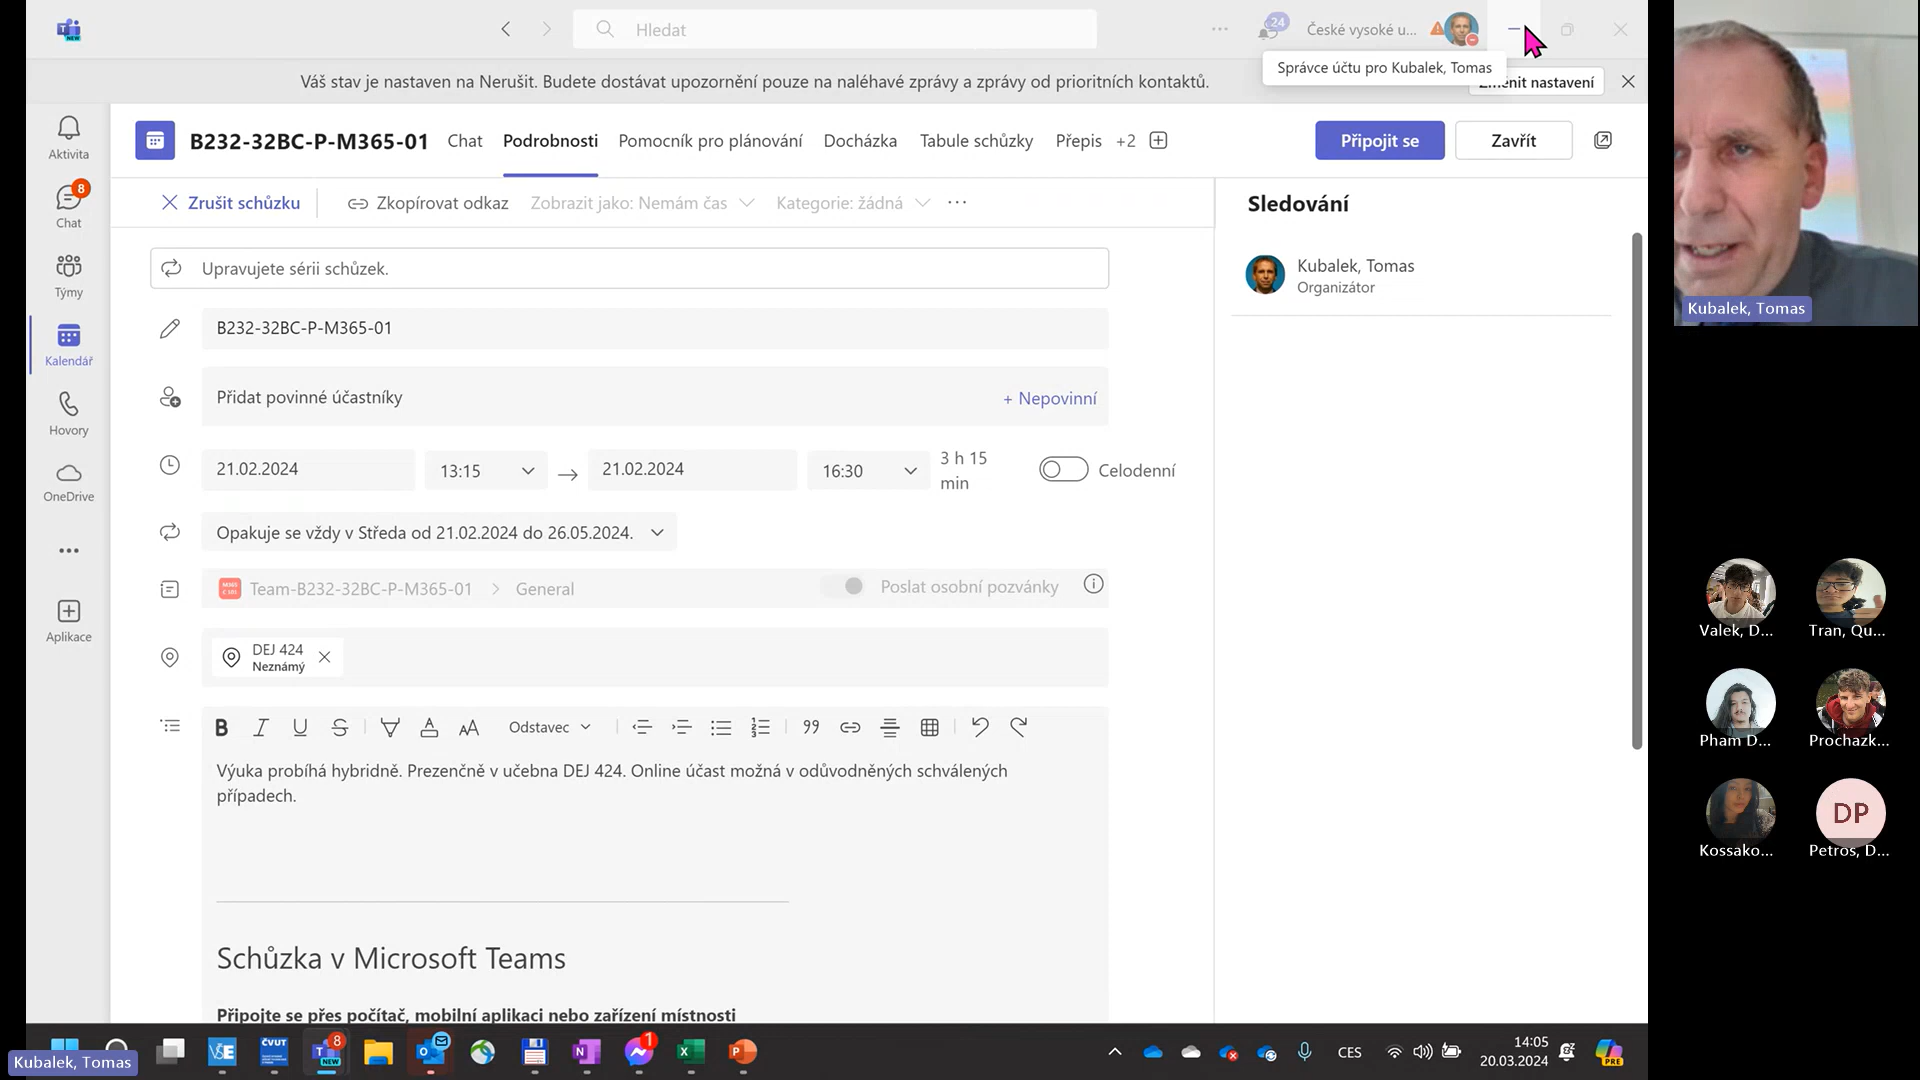 Hledat
24
České vysoké u...
Správce účtu pro Kubalek, Tomas
Váš stav je nastaven na Nerušit. Budete dostávat upozornění pouze na naléhavé zprávy a zprávy od prioritních kontaktů.
nastavení
B232-32BC-P-M365-01
Chat
Podrobnosti
Pomocník pro plánování
Docházka
Tabule schůzky
Přepis
+2
Připojit se
Zavřít
Aktivita
8
Chat
Týmy
Kalendář
Hovory
OneDrive
Aplikace
Zrušit schůzku
Zkopírovat odkaz
Zobrazit jako: Nemám čas
Kategorie: žádná
Upravujete sérii schůzek.
B232-32BC-P-M365-01
Přidat povinné účastníky
+ Nepovinní
21.02.2024
13:15
21.02.2024
16:30
3 h 15
min
Celodenní
Opakuje se vždy v Středa od 21.02.2024 do 26.05.2024.
Team-B232-32BC-P-M365-01 > General
Poslat osobní pozvánky
DEJ 424
Neznámý
Odstavec
Výuka probíhá hybridně. Prezenčně v učebna DEJ 424. Online účast možná v odůvodněných schválených
případech.
Schůzka v Microsoft Teams
Připojte se přes počítač, mobilní aplikaci nebo zařízení místnosti
Sledování
Kubalek, Tomas
Organizátor
Kubalek, Tomas
Valek, D...
Tran, Qu...
Pham D...
Prochazk...
Kossako...
DP
Petros, D...
Kubalek, Tomas
ČVUT
8
NEW
1
CES
14:05
20.03.2024
PRE